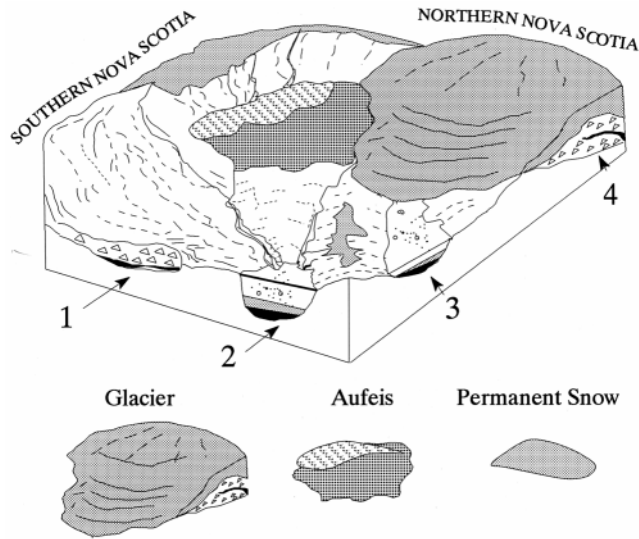 NORTHERN NOVA SCOTIA
SOUTHERN NOVA SCOTIA
4
3
1
2
Glacier Aufeis Permanent Snow